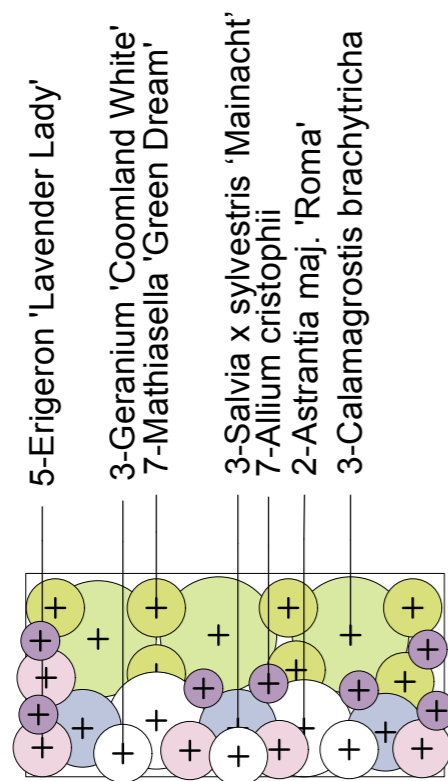 5-Erigeron 'Lavender Lady'
3-Geranium 'Coomland White'
7-Mathiasella 'Green Dream'
3-Salvia x sylvestris ‘Mainacht’
7-Allium cristophii
2-Astrantia maj. 'Roma'
3-Calamagrostis brachytricha